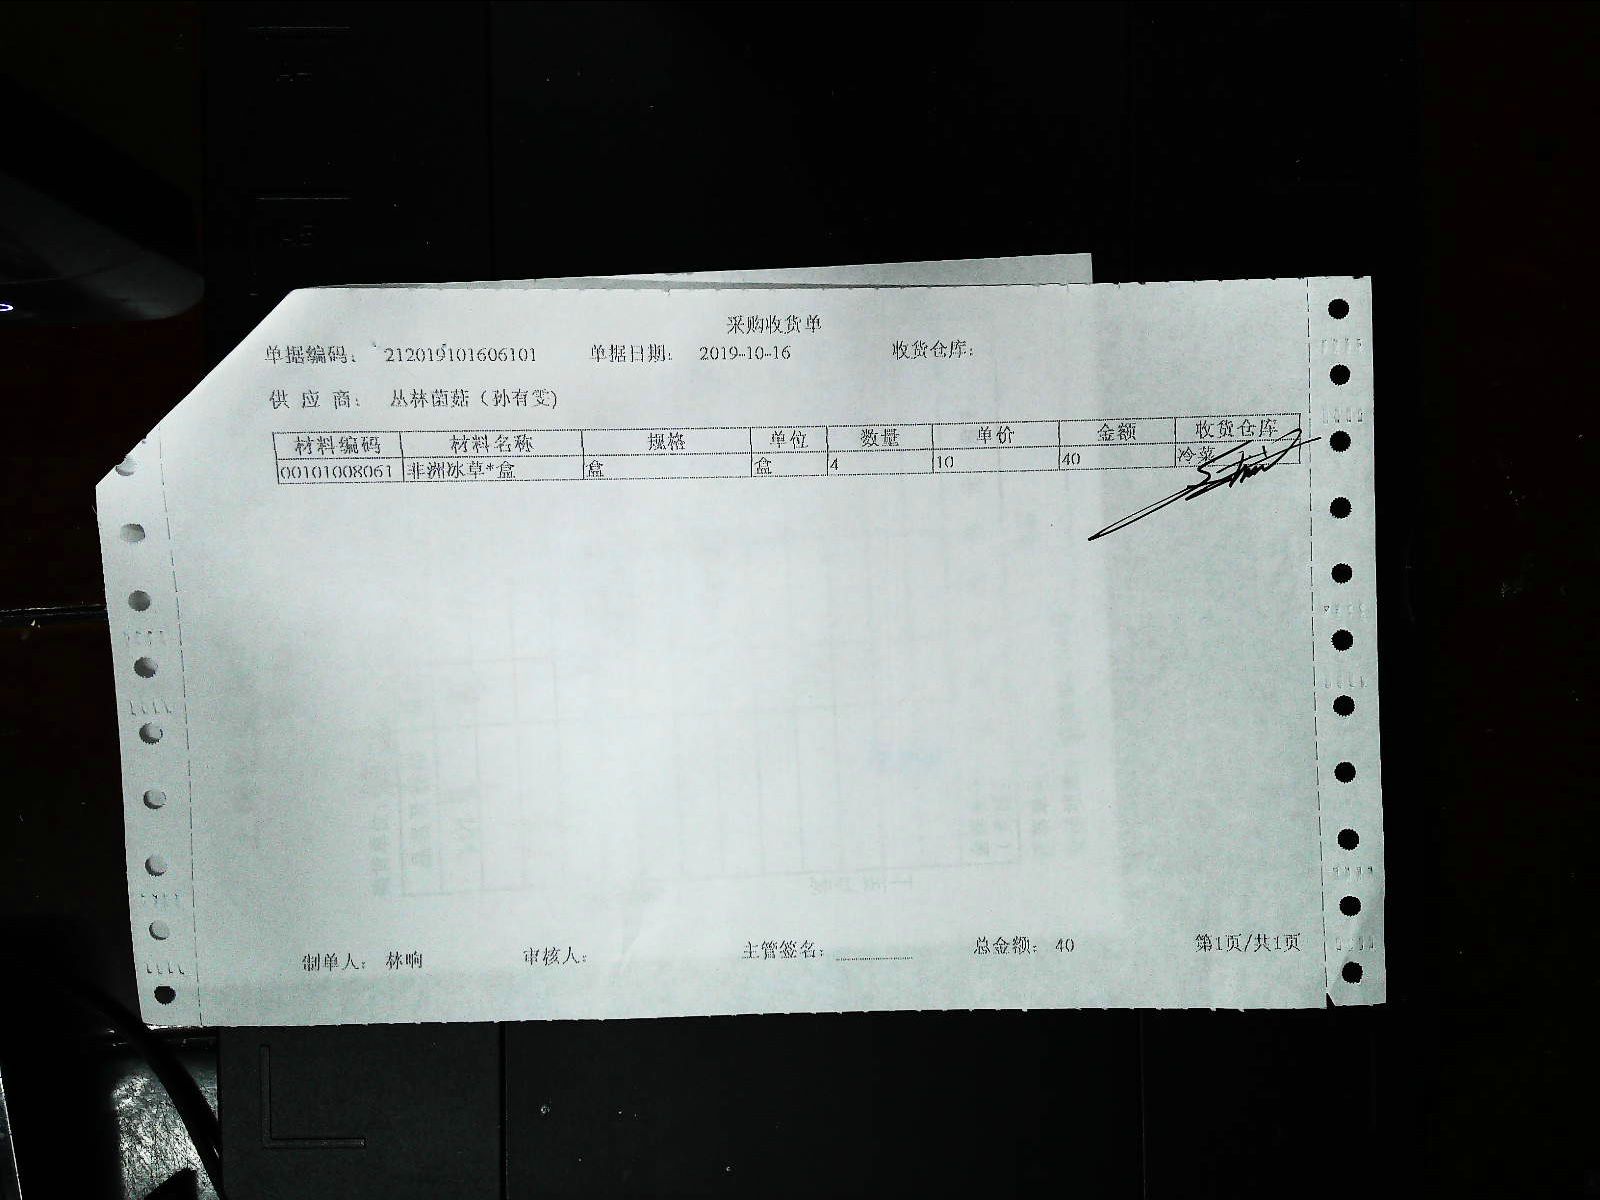 采购收货单
单据编码： 212019101606101 单据日期： 2019-10-16 收货仓库：
供 应 商： 丛林菌菇（孙有雯）
材料编码 材料名称 规格 单位 数量 单价 金额 收货仓库
00101008061 非洲冰草*盒 盒 盒 4 10 40 冷菜
制单人： 林响 审核人： 主管签名： 总金额： 40 第1页/共1页